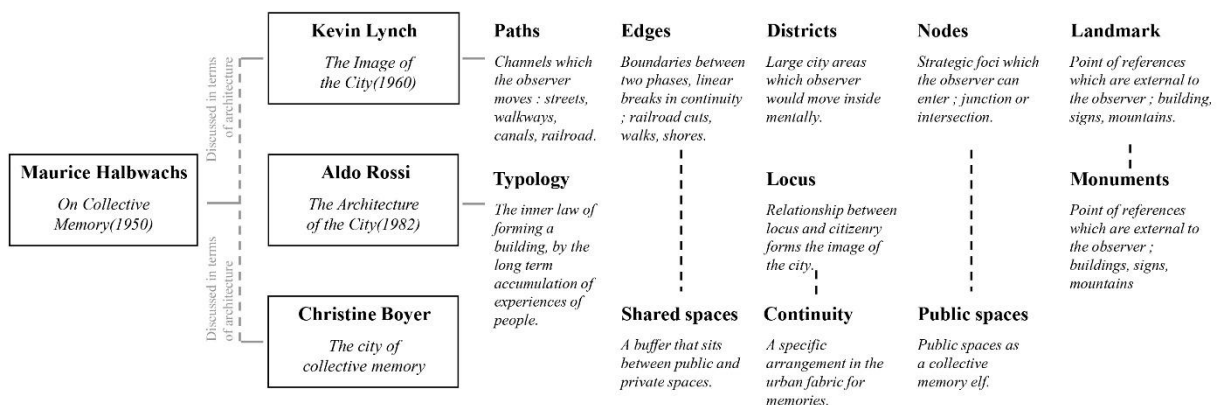 Kevin Lynch
The Image of
the City(1960)
Paths
Channels which
the observer
moves : streets,
walkways,
canals, railroad.
Edges
Boundaries between
two phases, linear
breaks in continuity
; railroad cuts,
walks, shores.
Districts
Large city areas
which observer
would move inside
mentally.
Nodes
Strategic foci which
the observer can
enter ; junction or
intersection.
Landmark
Point of references
which are external to
the observer ; building,
signs, mountains.
Discussed in terms
of architecture
Maurice Halbwachs
On Collective
Memory(1950)
Aldo Rossi
The Architecture
of the City(1982)
Typology
The inner law of
forming a
building, by the
long term
accumulation of
experiences of
people.
Locus
Relationship between
locus and citizenry
forms the image of
the city.
Monuments
Point of references
which are external to
the observer ;
buildings, signs,
mountains
Discussed in terms
of architecture
Christine Boyer
The city of
collective memory
Shared spaces
A buffer that sits
between public and
private spaces.
Continuity
A specific
arrangement in the
urban fabric for
memories.
Public spaces
Public spaces as
a collective
memory elf.